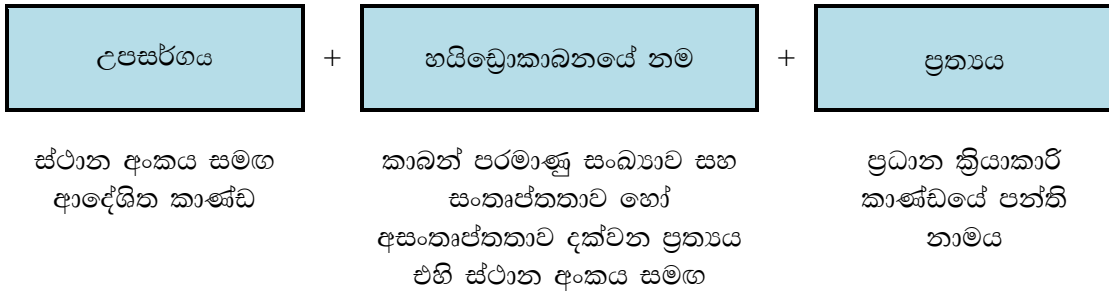 උපසර්ගය + හයිඩ්‍රොකාබනයේ නම + ප්‍රත්‍යය
ස්ථාන අංකය සමඟ
ආදේශිත කාණ්ඩ
කාබන් පරමාණු සංඛ්‍යාව සහ
සංතෘප්තතාව හෝ
අසංතෘප්තතාව දක්වන ප්‍රත්‍යය
එහි ස්ථාන අංකය සමඟ
ප්‍රධාන ක්‍රියාකාරි
කාණ්ඩයේ පන්ති
නාමය